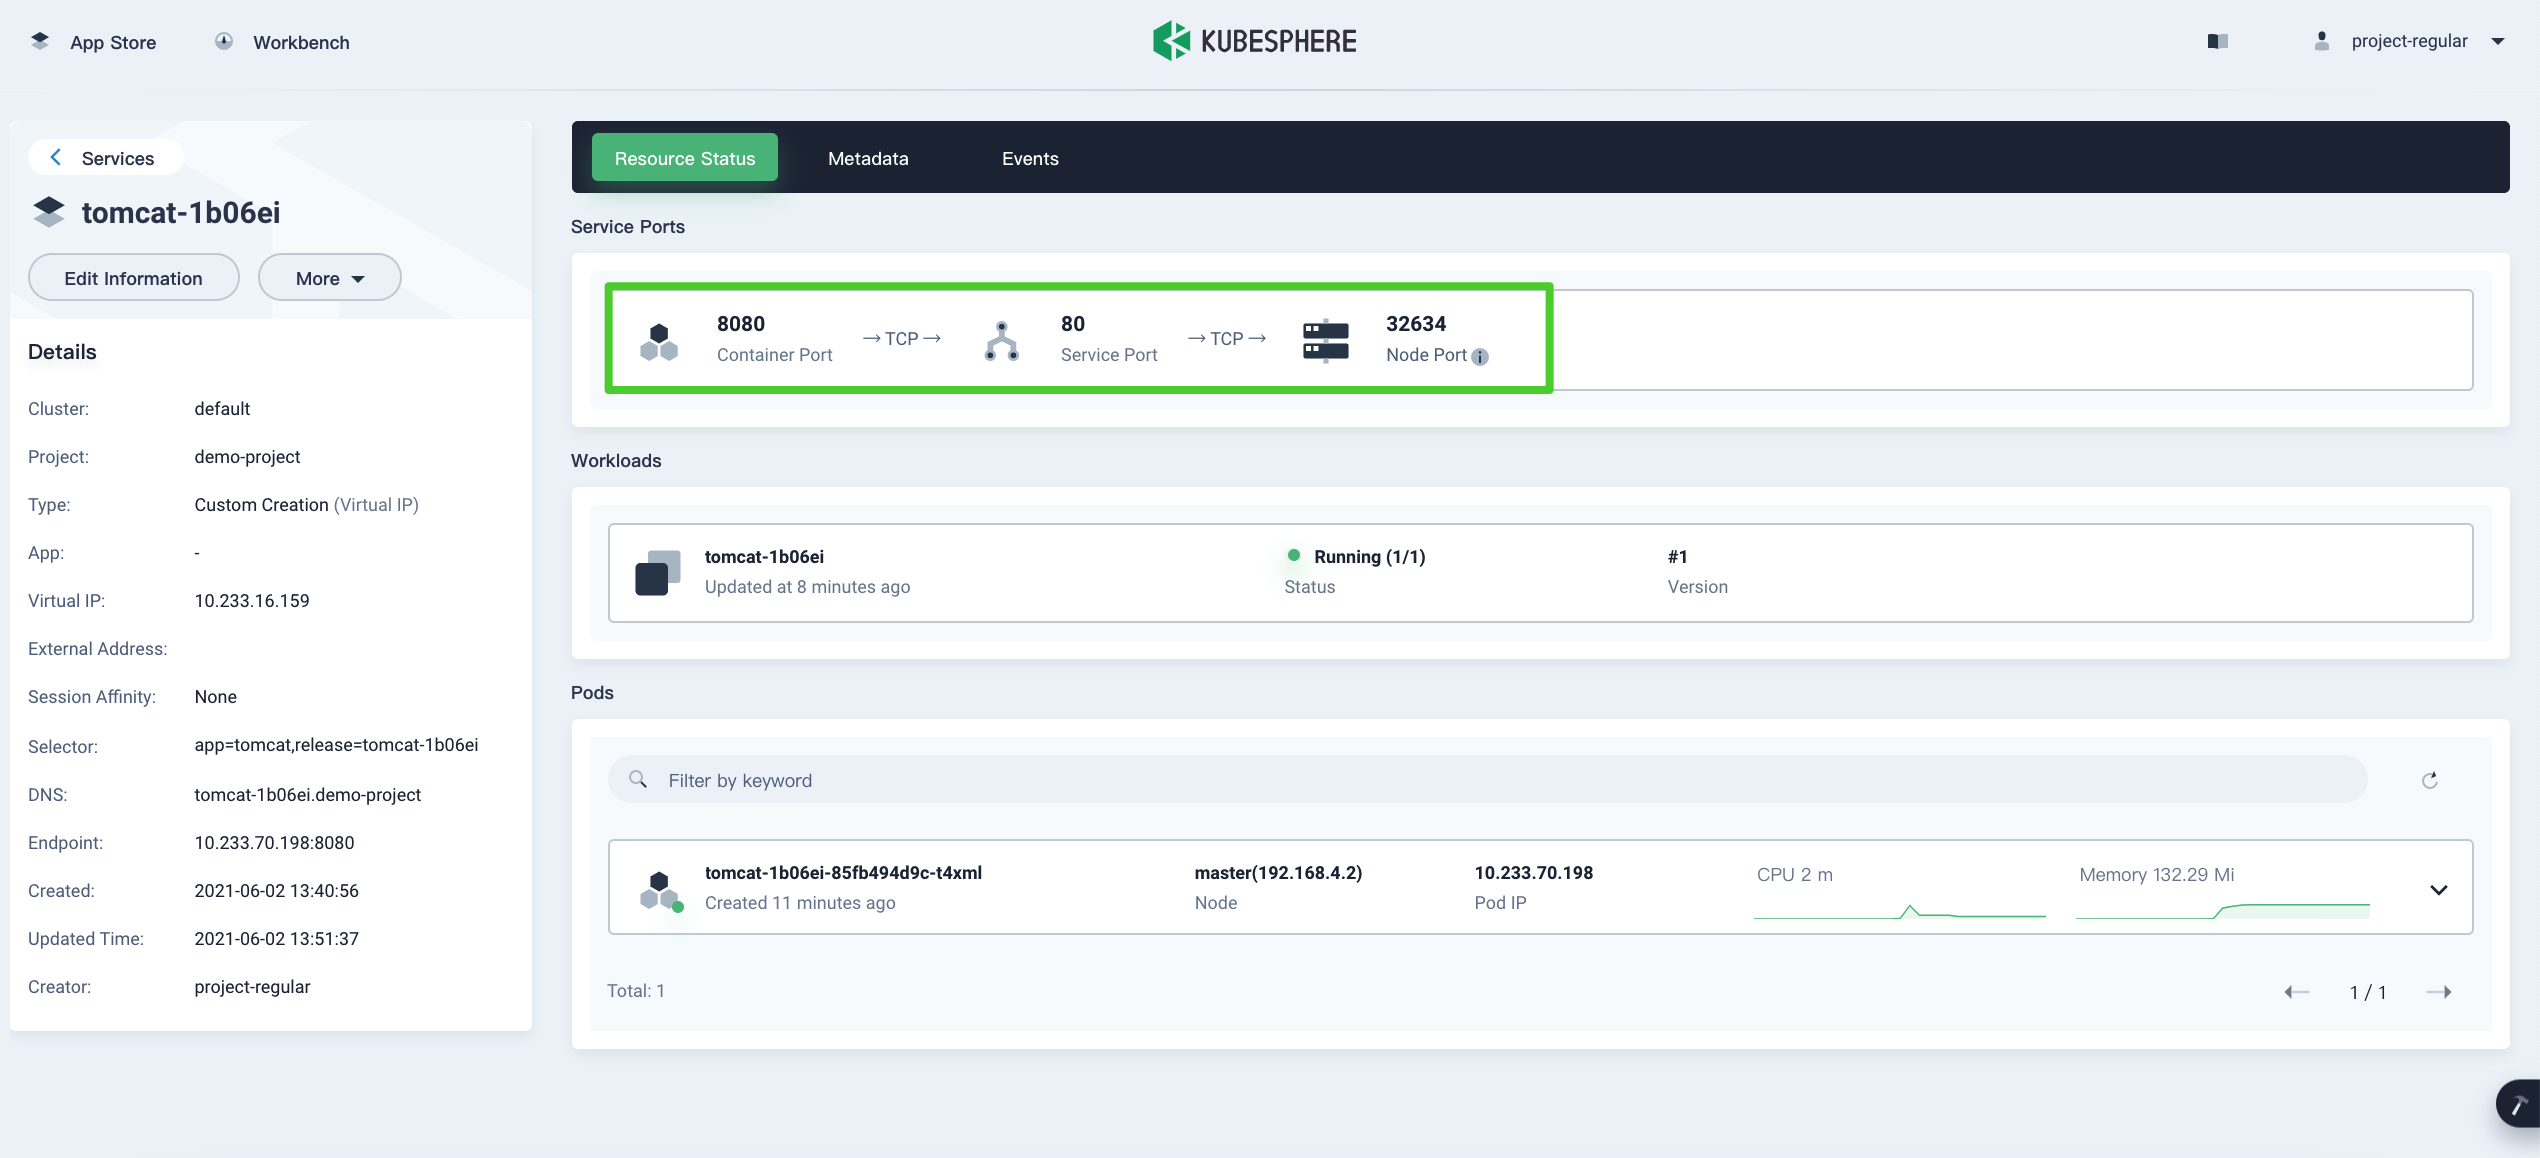 App Store
Workbench
KUBESPHERE
project-regular
Services
tomcat-1b06ei
Edit Information
More
Details
Cluster: default
Project: demo-project
Type: Custom Creation (Virtual IP)
App: -
Virtual IP: 10.233.16.159
External Address:
Session Affinity: None
Selector: app=tomcat,release=tomcat-1b06ei
DNS: tomcat-1b06ei.demo-project
Endpoint: 10.233.70.198:8080
Created: 2021-06-02 13:40:56
Updated Time: 2021-06-02 13:51:37
Creator: project-regular
Resource Status
Metadata
Events
Service Ports
8080
Container Port
→ TCP →
80
Service Port
→ TCP →
32634
Node Port
Workloads
tomcat-1b06ei
Updated at 8 minutes ago
Running (1/1)
Status
#1
Version
Pods
Filter by keyword
tomcat-1b06ei-85fb494d9c-t4xml
Created 11 minutes ago
master(192.168.4.2)
Node
10.233.70.198
Pod IP
CPU 2 m
Memory 132.29 Mi
Total: 1
1 / 1